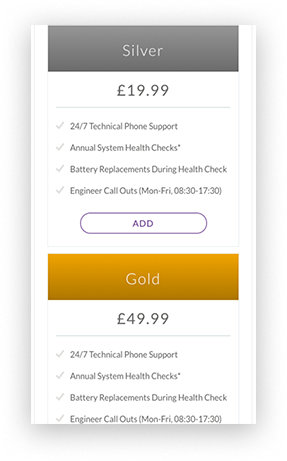 Silver
£19.99
24/7 Technical Phone Support
Annual System Health Checks*
Battery Replacements During Health Check
Engineer Call Outs (Mon-Fri, 08:30-17:30)
ADD
Gold
£49.99
24/7 Technical Phone Support
Annual System Health Checks*
Battery Replacements During Health Check
Engineer Call Outs (Mon-Fri, 08:30-17:30)